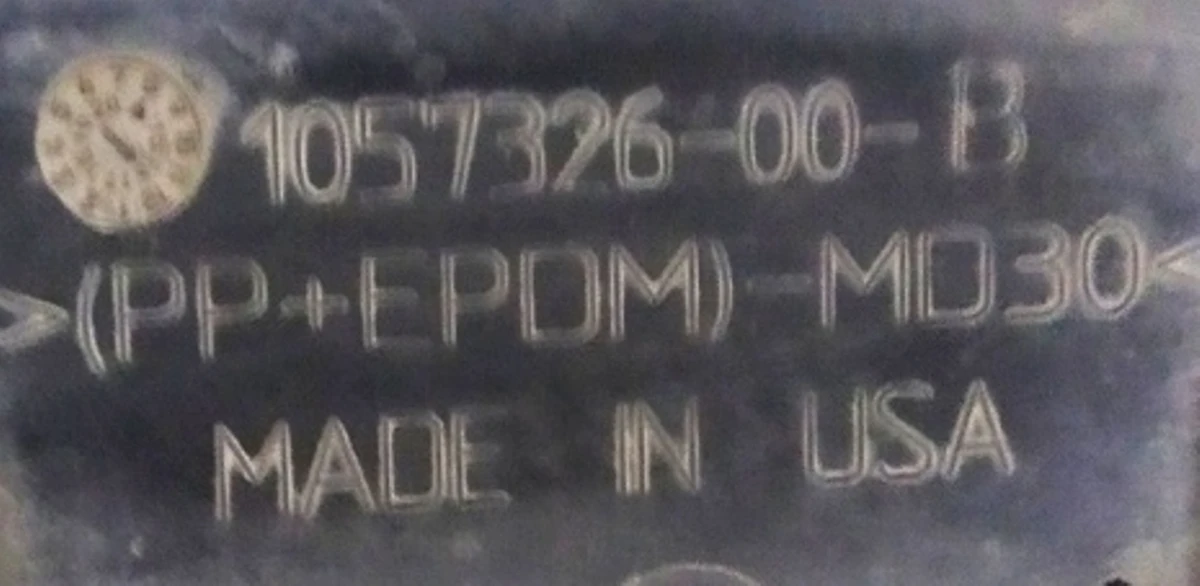 1057326-00-B
>(PP+EPDM)-MD30<
MADE IN USA